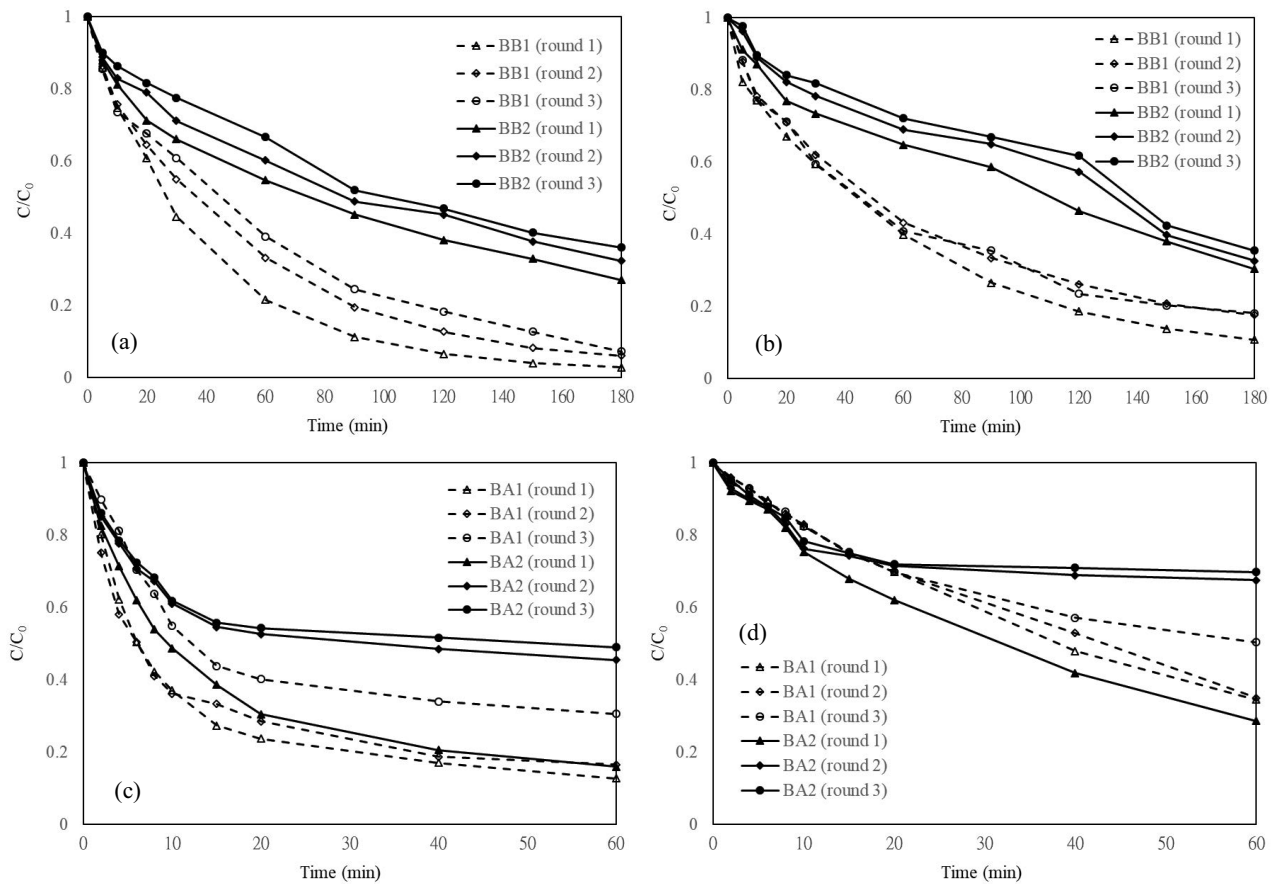 1
0.8
0.6
0.4
0.2
0
C/C0
BB1 (round 1)
BB1 (round 2)
BB1 (round 3)
BB2 (round 1)
BB2 (round 2)
BB2 (round 3)
(a)
0 20 40 60 80 100 120 140 160 180
Time (min)
1
0.8
0.6
0.4
0.2
0
C/C0
BB1 (round 1)
BB1 (round 2)
BB1 (round 3)
BB2 (round 1)
BB2 (round 2)
BB2 (round 3)
(b)
0 20 40 60 80 100 120 140 160 180
Time (min)
1
0.8
0.6
0.4
0.2
0
C/C0
BA1 (round 1)
BA1 (round 2)
BA1 (round 3)
BA2 (round 1)
BA2 (round 2)
BA2 (round 3)
(c)
0 10 20 30 40 50 60
Time (min)
1
0.8
0.6
0.4
0.2
0
C/C0
BA1 (round 1)
BA1 (round 2)
BA1 (round 3)
BA2 (round 1)
BA2 (round 2)
BA2 (round 3)
(d)
0 10 20 30 40 50 60
Time (min)